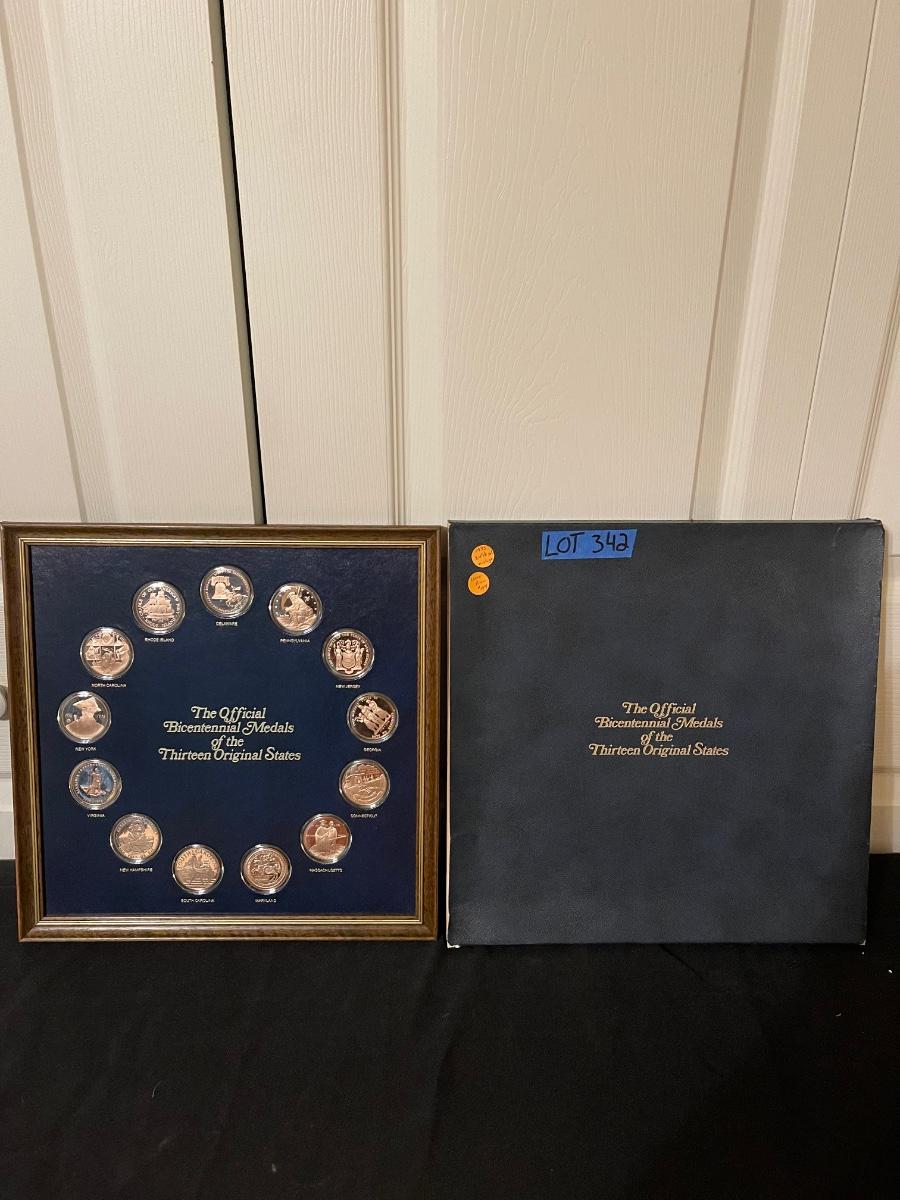 DELAWARE
PENNSYLVANIA
NEW JERSEY
GEORGIA
CONNECTICUT
MASSACHUSETTS
MARYLAND
SOUTH CAROLINA
NEW HAMPSHIRE
VIRGINIA
NEW YORK
NORTH CAROLINA
RHODE ISLAND
The Official
Bicentennial Medals
of the
Thirteen Original States
LOT 342
The Official
Bicentennial Medals
of the
Thirteen Original States